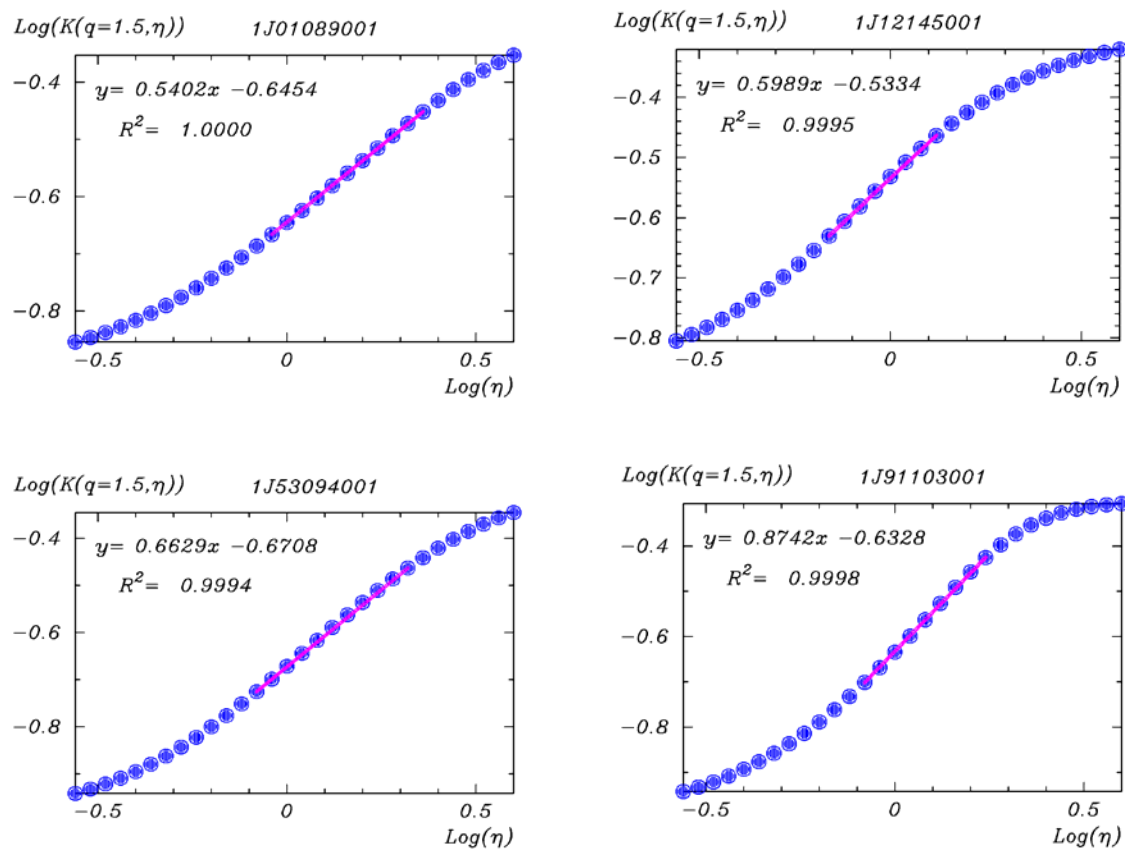 Log(K(q=1.5,η)) 1J01089001
y= 0.5402x −0.6454
R²= 1.0000
−0.4
−0.6
−0.8
−0.5 0 0.5
Log(η)
Log(K(q=1.5,η)) 1J12145001
y= 0.5989x −0.5334
R²= 0.9995
−0.4
−0.5
−0.6
−0.7
−0.8
−0.5 0 0.5
Log(η)
Log(K(q=1.5,η)) 1J53094001
y= 0.6629x −0.6708
R²= 0.9994
−0.4
−0.6
−0.8
−0.5 0 0.5
Log(η)
Log(K(q=1.5,η)) 1J91103001
y= 0.8742x −0.6328
R²= 0.9998
−0.4
−0.6
−0.8
−0.5 0 0.5
Log(η)